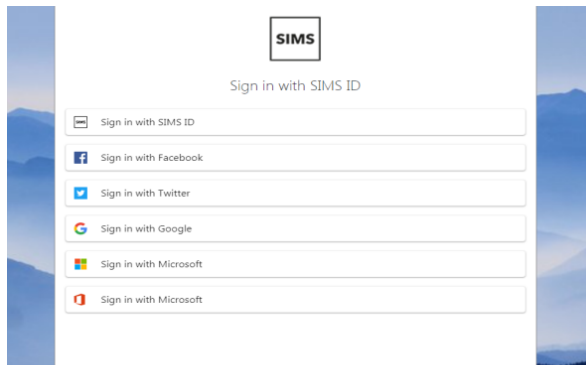 SIMS
Sign in with SIMS ID
SIMS Sign in with SIMS ID
Sign in with Facebook
Sign in with Twitter
Sign in with Google
Sign in with Microsoft
Sign in with Microsoft